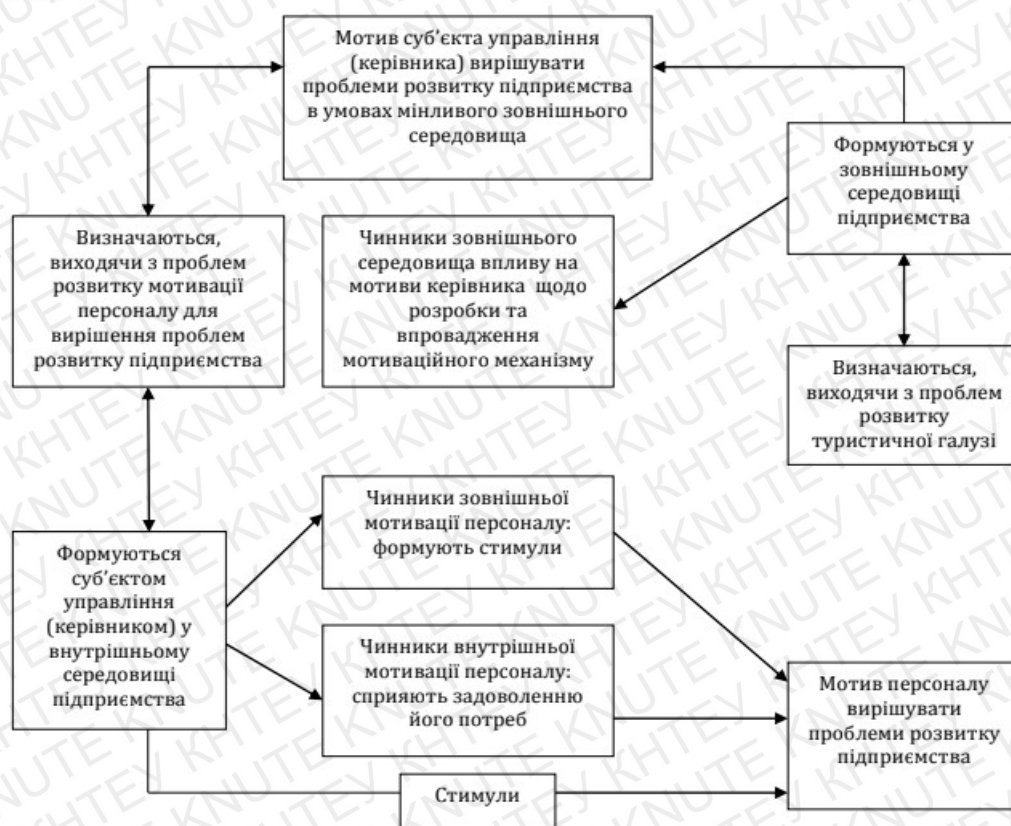 Мотив суб’єкта управління
(керівника) вирішувати
проблеми розвитку підприємства
в умовах мінливого зовнішнього
середовища
Формуються у
зовнішньому
середовищі
підприємства
Визначаються,
виходячи з проблем
розвитку мотивації
персоналу для
вирішення проблем
розвитку підприємства
Чинники зовнішнього
середовища впливу на
мотиви керівника щодо
розробки та
впровадження
мотиваційного механізму
Визначаються,
виходячи з проблем
розвитку
туристичної галузі
Чинники зовнішньої
мотивації персоналу:
формують стимули
Формуються
суб’єктом
управління
(керівником) у
внутрішньому
середовищі
підприємства
Чинники внутрішньої
мотивації персоналу:
сприяють задоволенню
його потреб
Мотив персоналу
вирішувати
проблеми розвитку
підприємства
Стимули